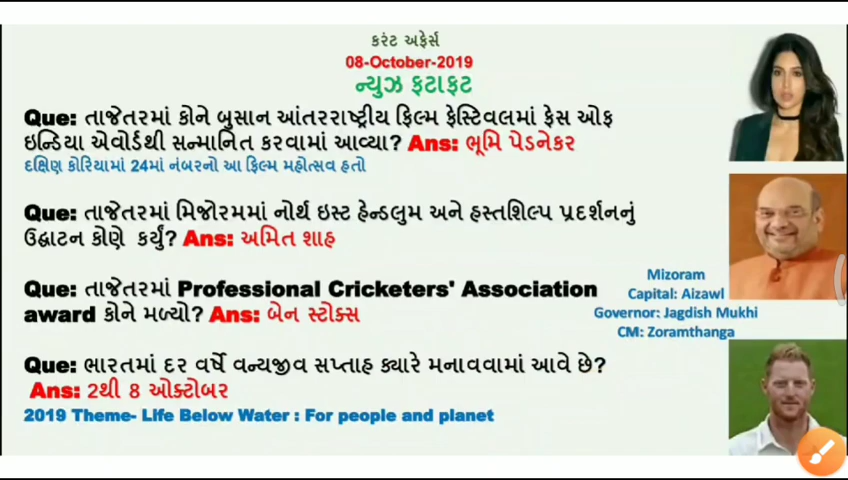 કરંટ અફેર્સ
08-October-2019
ન્યુઝ ફટાફટ
Que: તાજેતરમાં કોને બુસાન આંતરરાષ્ટ્રીય ફિલ્મ ફેસ્ટિવલમાં ફેસ ઓફ
ઇન્ડિયા એવોર્ડથી સન્માનિત કરવામાં આવ્યા? Ans: ભૂમિ પેડનેકર
દક્ષિણ કોરિયામાં 24માં નંબરનો આ ફિલ્મ મહોત્સવ હતો
Que: તાજેતરમાં મિજોરમમાં નોર્થ ઇસ્ટ હેન્ડલુમ અને હસ્તશિલ્પ પ્રદર્શનનું
ઉદ્ઘાટન કોણે કર્યું? Ans: અમિત શાહ
Que: તાજેતરમાં Professional Cricketers' Association
award કોને મળ્યો? Ans: બેન સ્ટોક્સ
Mizoram
Capital: Aizawl
Governor: Jagdish Mukhi
CM: Zoramthanga
Que: ભારતમાં દર વર્ષે વન્યજીવ સપ્તાહ ક્યારે મનાવવામાં આવે છે?
Ans: 2થી 8 ઓક્ટોબર
2019 Theme- Life Below Water : For people and planet